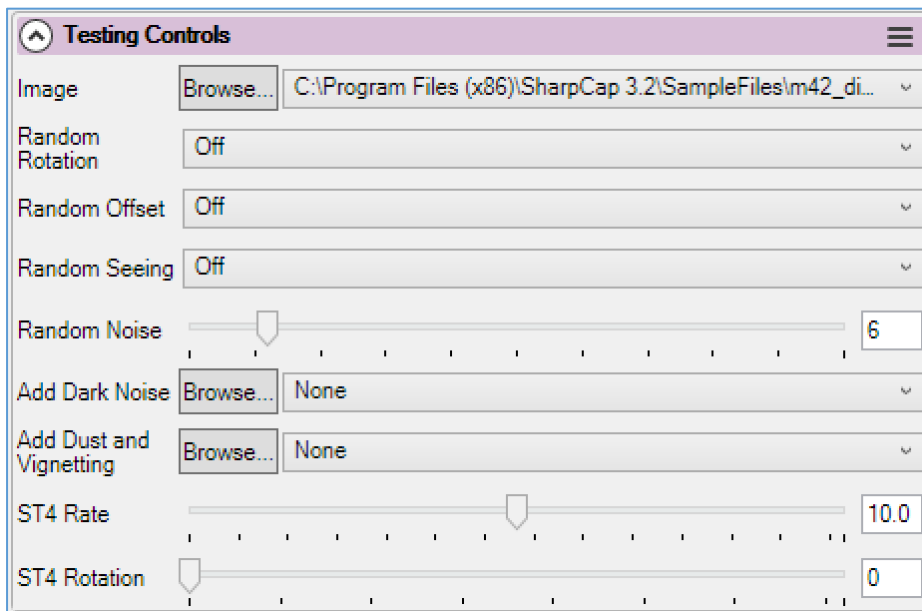 Testing Controls
Image Browse... C:\Program Files (x86)\SharpCap 3.2\SampleFiles\m42_di...
Random
Rotation Off
Random Offset Off
Random Seeing Off
Random Noise 6
Add Dark Noise Browse... None
Add Dust and
Vignetting Browse... None
ST4 Rate 10.0
ST4 Rotation 0